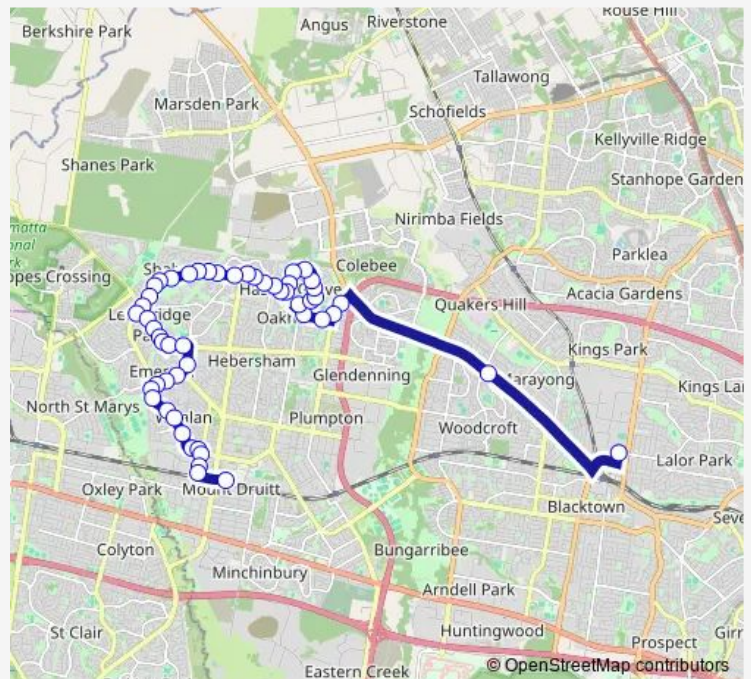 Rouse Hill
Angus
Riverstone
Berkshire Park
Tallawong
Marsden Park
Schofields
Kellyville Ridge
Shanes Park
Stanhope Garden
Nirimba Fields
Parklea
Colebee
opes Crossing
Acacia Gardens
Quakers Hill
Kings Park
Hebersham
Glendenning
Marayong
Kings La
North St Marys
Plumpton
Woodcroft
Lalor Park
Oxley Park
Mount Druitt
Blacktown
Seve
Colyton
Bungarribee
Minchinbury
Arndell Park
St Clair
Huntingwood
Prospect
Girr
Eastern Creek
© OpenStreetMap contributors